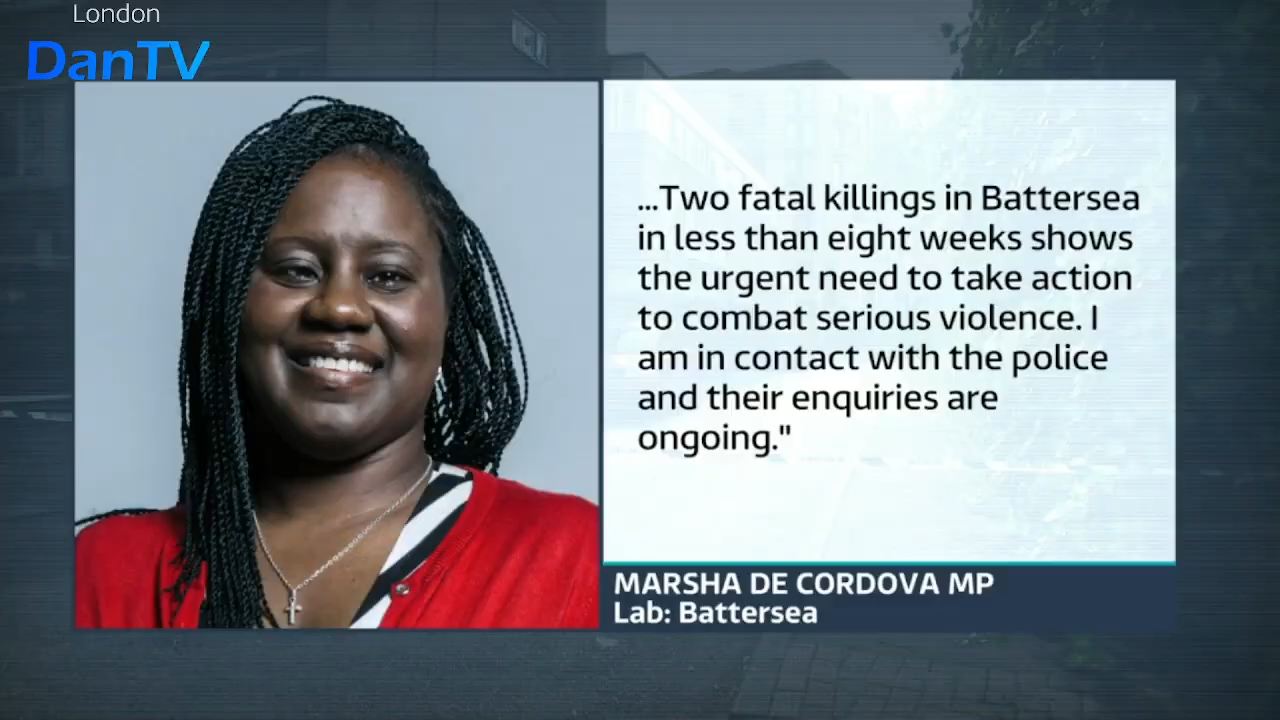 London
DanTV
...Two fatal killings in Battersea
in less than eight weeks shows
the urgent need to take action
to combat serious violence. I
am in contact with the police
and their enquiries are
ongoing."
MARSHA DE CORDOVA MP
Lab: Battersea